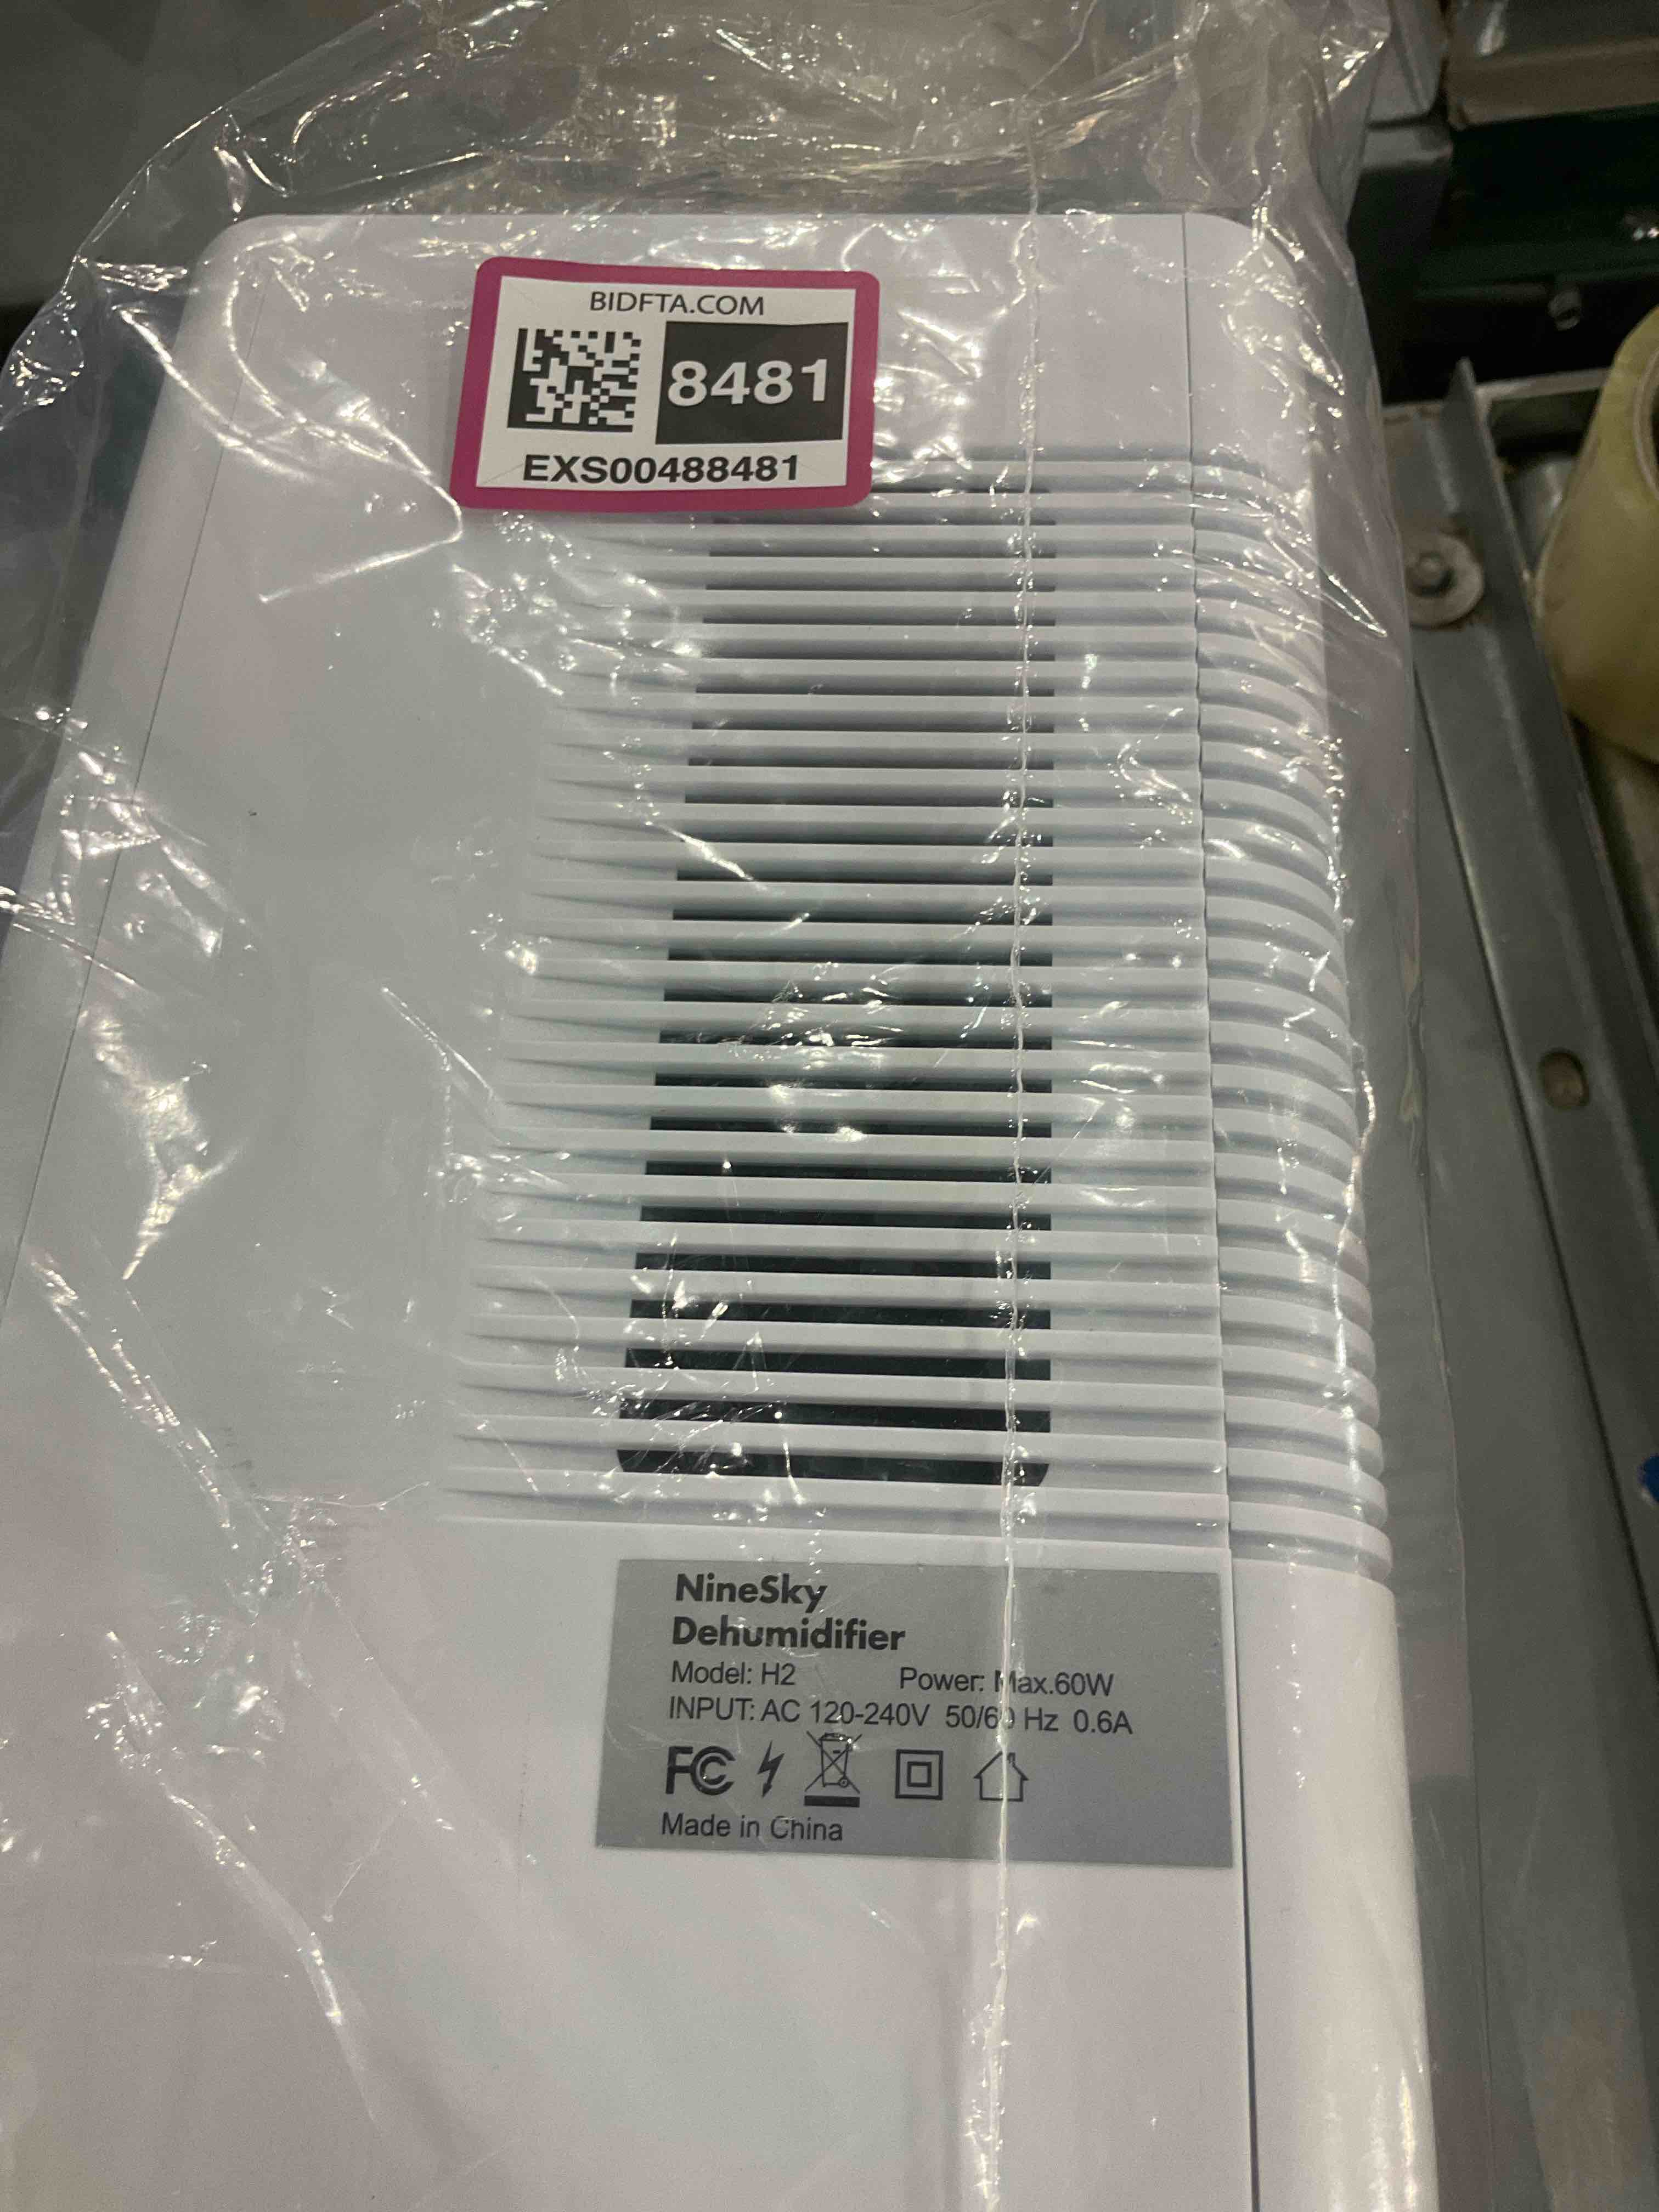 BIDFTA.COM
8481
EXS00488481
NineSky
Dehumidifier
Model: H2 Power: Max.60W
INPUT: AC 120-240V 50/60 Hz 0.6A
FC
Made in China